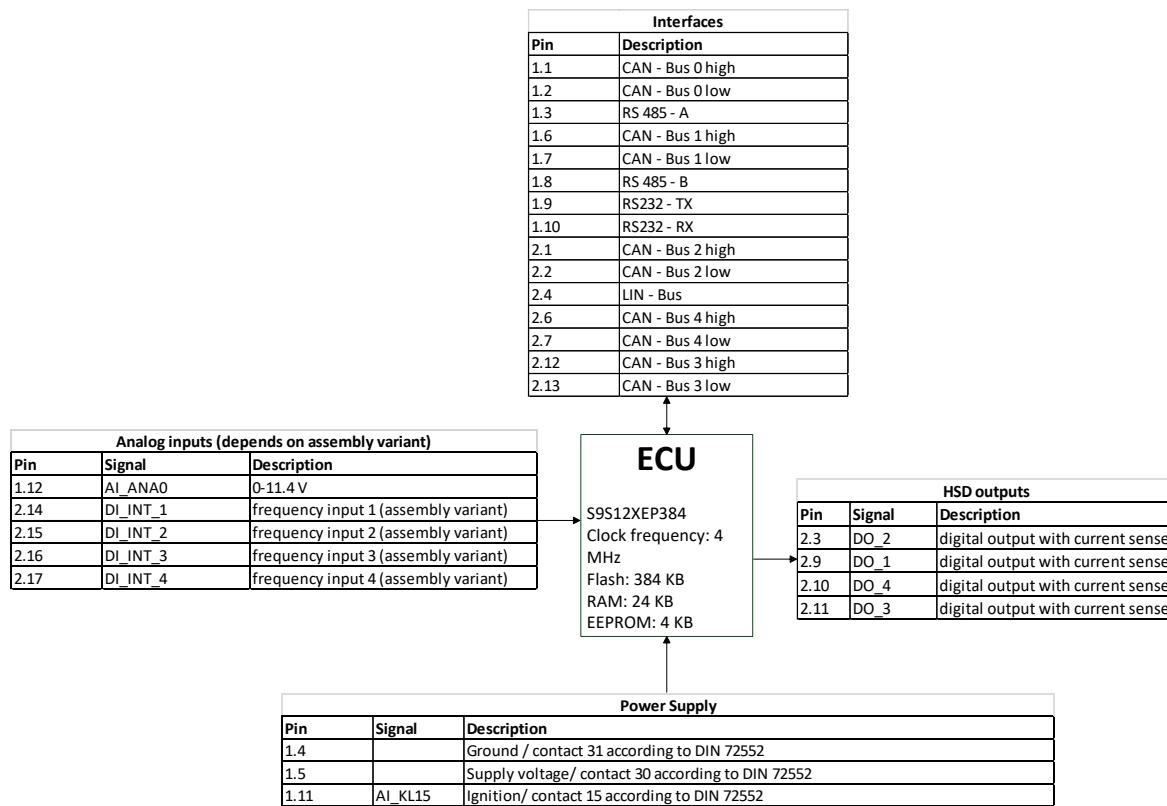 Interfaces
Pin Description
1.1 CAN - Bus 0 high
1.2 CAN - Bus 0 low
1.3 RS 485 - A
1.6 CAN - Bus 1 high
1.7 CAN - Bus 1 low
1.8 RS 485 - B
1.9 RS232 - TX
1.10 RS232 - RX
2.1 CAN - Bus 2 high
2.2 CAN - Bus 2 low
2.4 LIN - Bus
2.6 CAN - Bus 4 high
2.7 CAN - Bus 4 low
2.12 CAN - Bus 3 high
2.13 CAN - Bus 3 low
Analog inputs (depends on assembly variant)
Pin Signal Description
1.12 AI_ANA0 0-11.4 V
2.14 DI_INT_1 frequency input 1 (assembly variant)
2.15 DI_INT_2 frequency input 2 (assembly variant)
2.16 DI_INT_3 frequency input 3 (assembly variant)
2.17 DI_INT_4 frequency input 4 (assembly variant)
ECU
S9S12XEP384
Clock frequency: 4
MHz
Flash: 384 KB
RAM: 24 KB
EEPROM: 4 KB
HSD outputs
Pin Signal Description
2.3 DO_2 digital output with current sense
2.9 DO_1 digital output with current sense
2.10 DO_4 digital output with current sense
2.11 DO_3 digital output with current sense
Power Supply
Pin Signal Description
1.4 Ground / contact 31 according to DIN 72552
1.5 Supply voltage/ contact 30 according to DIN 72552
1.11 AI_KL15 Ignition/ contact 15 according to DIN 72552